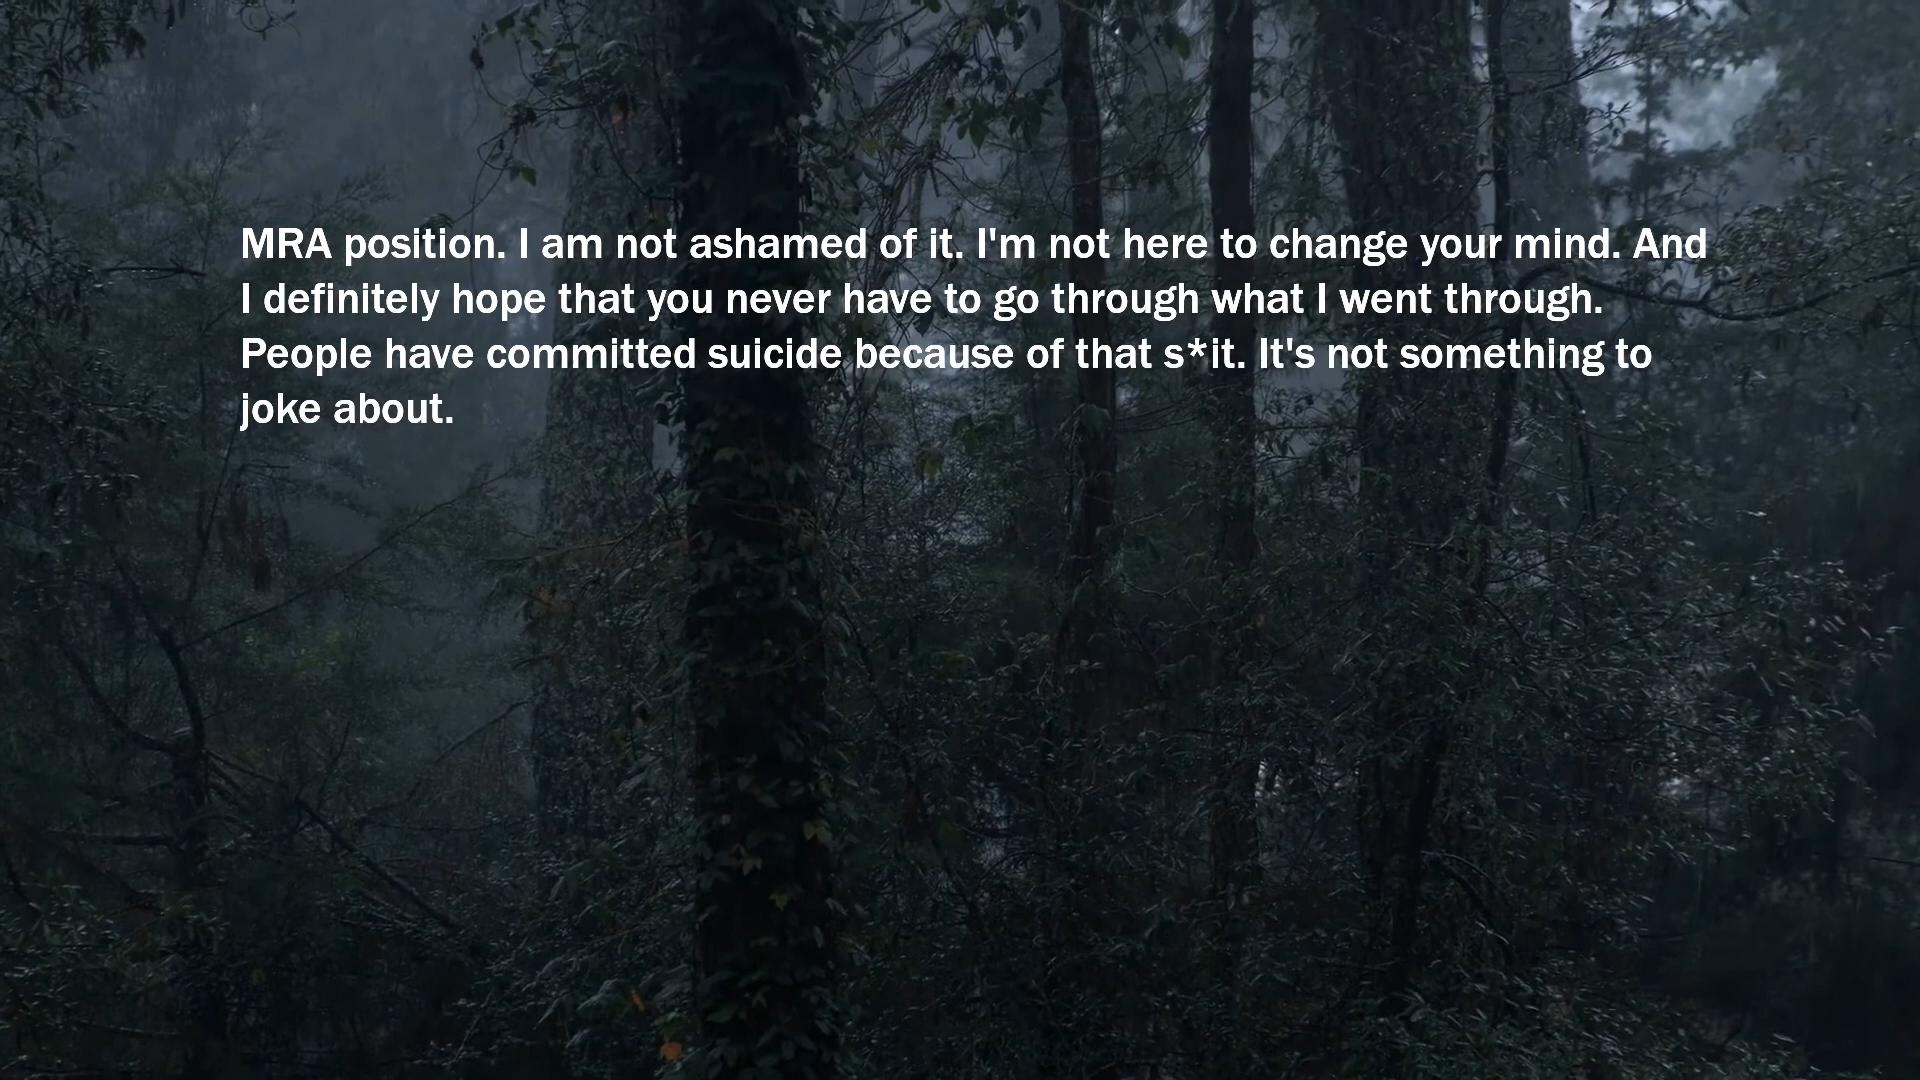 MRA position. I am not ashamed of it. I'm not here to change your mind. And
I definitely hope that you never have to go through what I went through.
People have committed suicide because of that s*it. It's not something to
joke about.